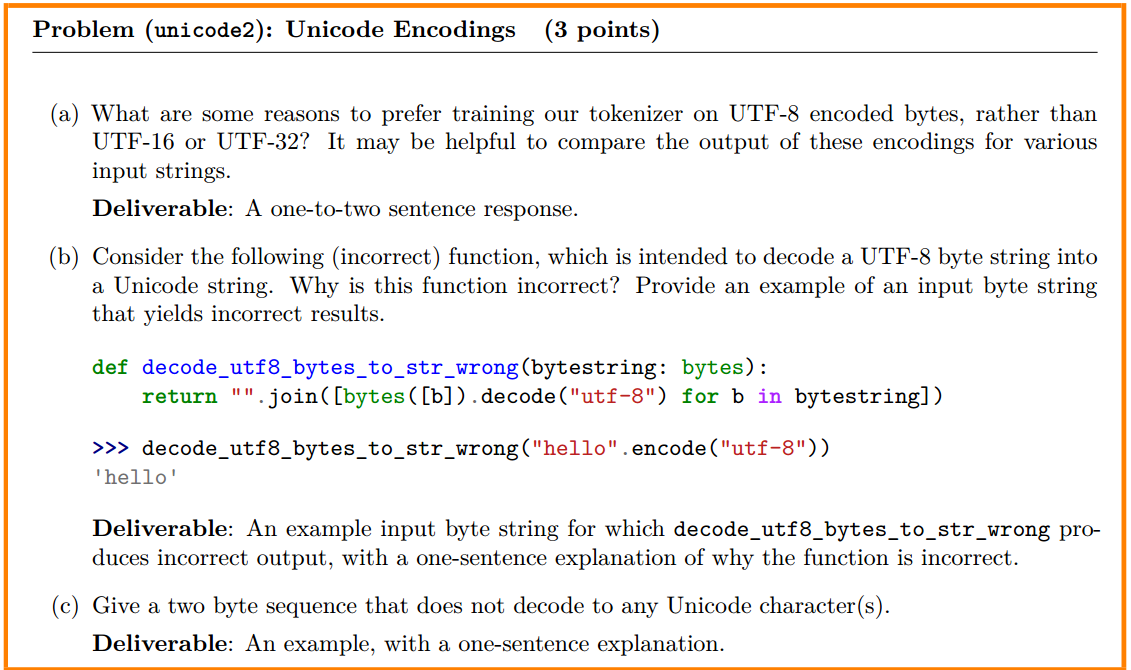 Problem (unicode2): Unicode Encodings (3 points)
(a) What are some reasons to prefer training our tokenizer on UTF-8 encoded bytes, rather than
UTF-16 or UTF-32? It may be helpful to compare the output of these encodings for various
input strings.
Deliverable: A one-to-two sentence response.
(b) Consider the following (incorrect) function, which is intended to decode a UTF-8 byte string into
a Unicode string. Why is this function incorrect? Provide an example of an input byte string
that yields incorrect results.
def decode_utf8_bytes_to_str_wrong(bytestring: bytes):
    return "".join([bytes([b]).decode("utf-8") for b in bytestring])
>>> decode_utf8_bytes_to_str_wrong("hello".encode("utf-8"))
'hello'
Deliverable: An example input byte string for which decode_utf8_bytes_to_str_wrong pro-
duces incorrect output, with a one-sentence explanation of why the function is incorrect.
(c) Give a two byte sequence that does not decode to any Unicode character(s).
Deliverable: An example, with a one-sentence explanation.